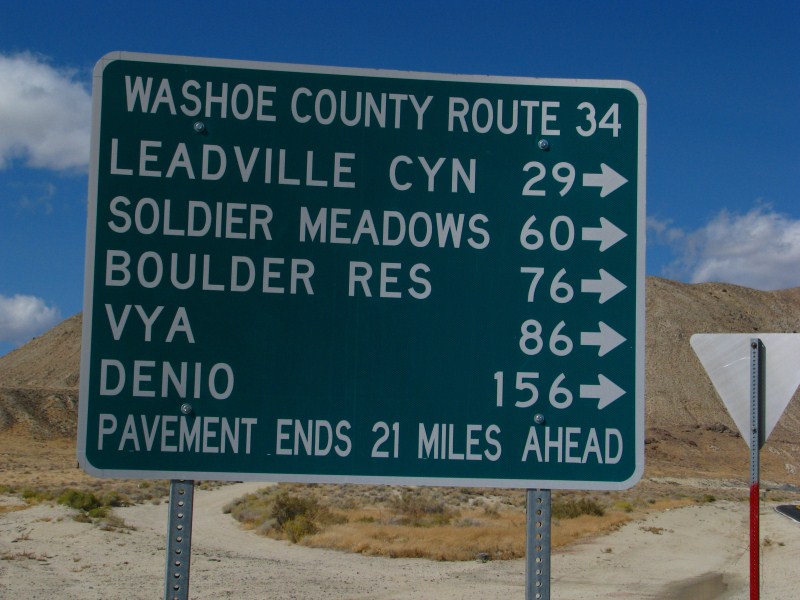 WASHOE COUNTY ROUTE 34
LEADVILLE CYN 29
SOLDIER MEADOWS 60
BOULDER RES 76
VYA 86
DENIO 156
PAVEMENT ENDS 21 MILES AHEAD